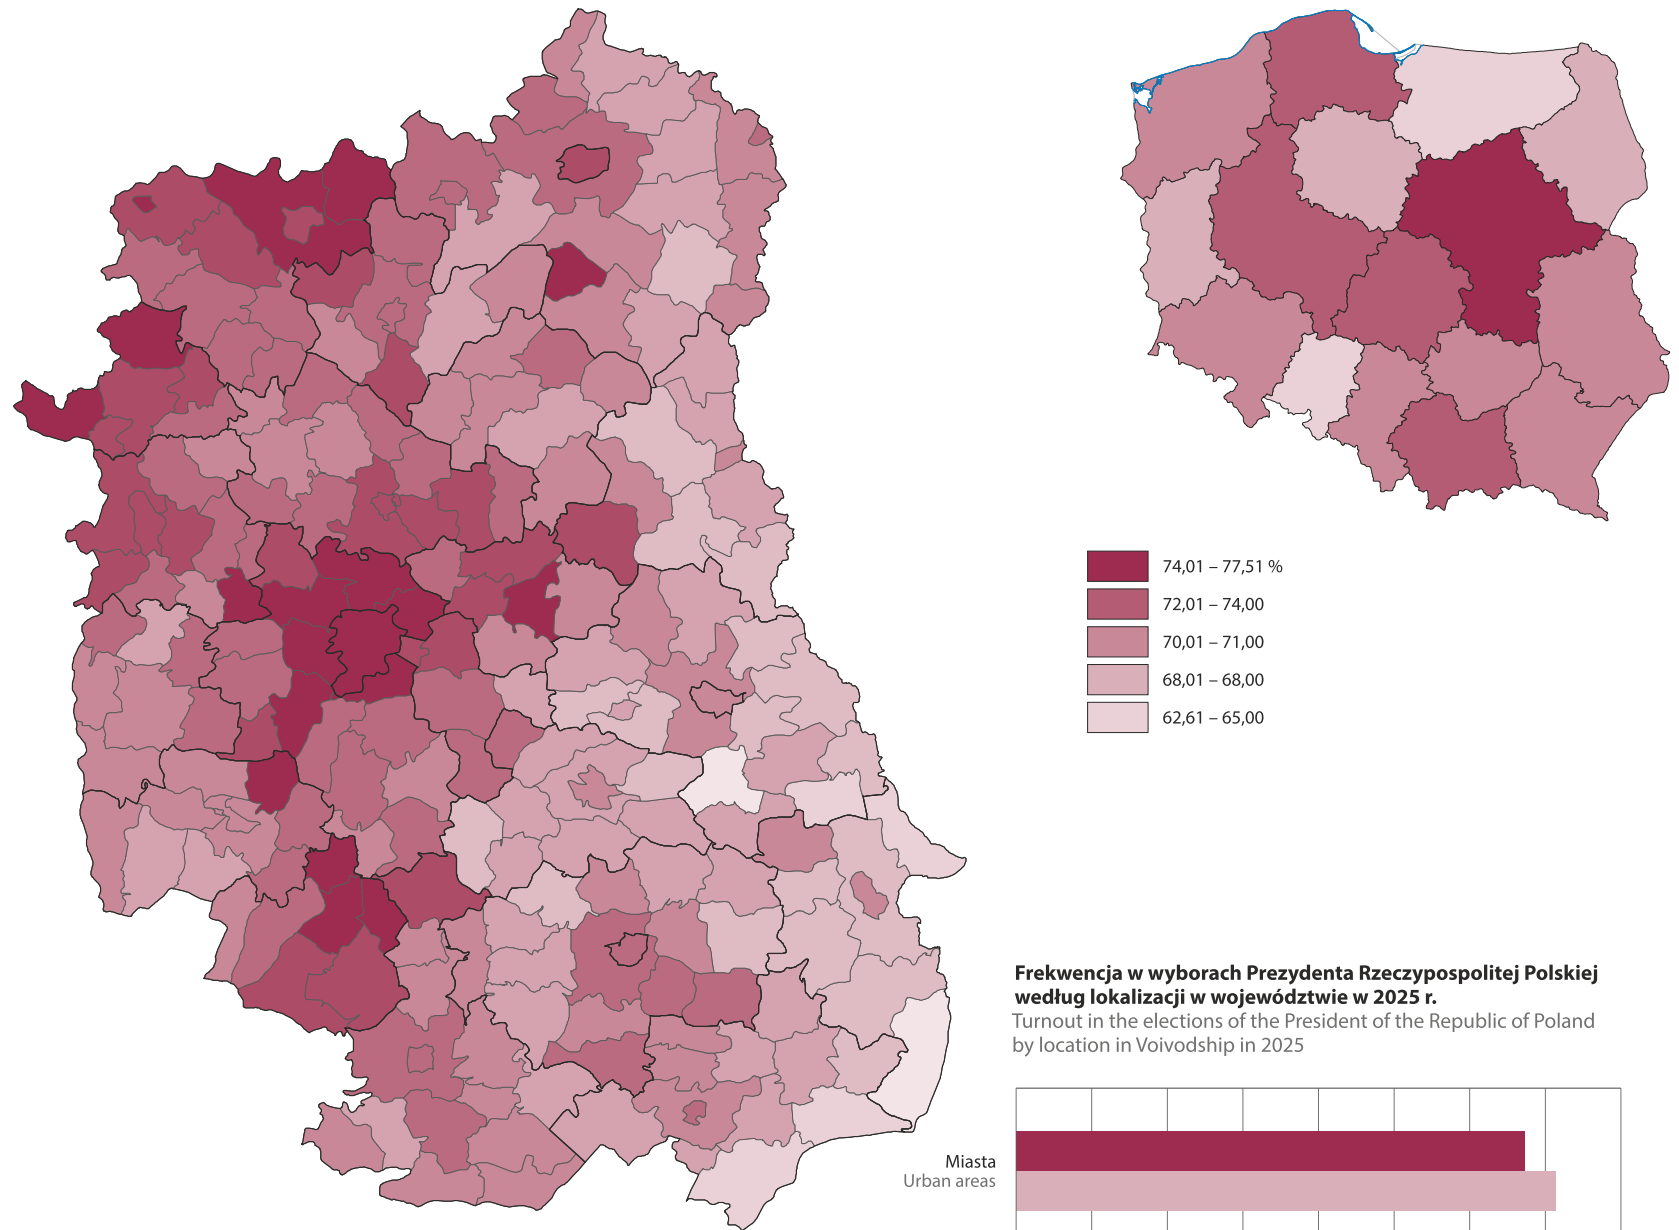 74,01 – 77,51 %
72,01 – 74,00
70,01 – 71,00
68,01 – 68,00
62,61 – 65,00
Frekwencja w wyborach Prezydenta Rzeczypospolitej Polskiej
według lokalizacji w województwie w 2025 r.
Turnout in the elections of the President of the Republic of Poland
by location in Voivodship in 2025
Miasta
Urban areas